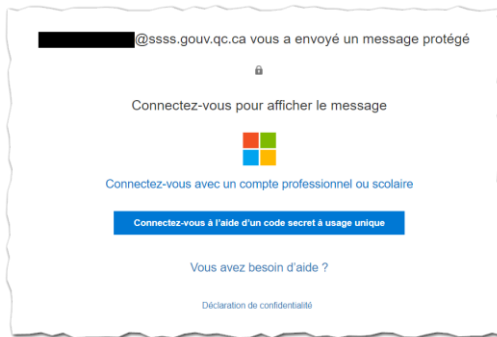 @ssss.gouv.qc.ca vous a envoyé un message protégé
Connectez-vous pour afficher le message
Connectez-vous avec un compte professionnel ou scolaire
Connectez-vous à l'aide d'un code secret à usage unique
Vous avez besoin d'aide ?
Déclaration de confidentialité